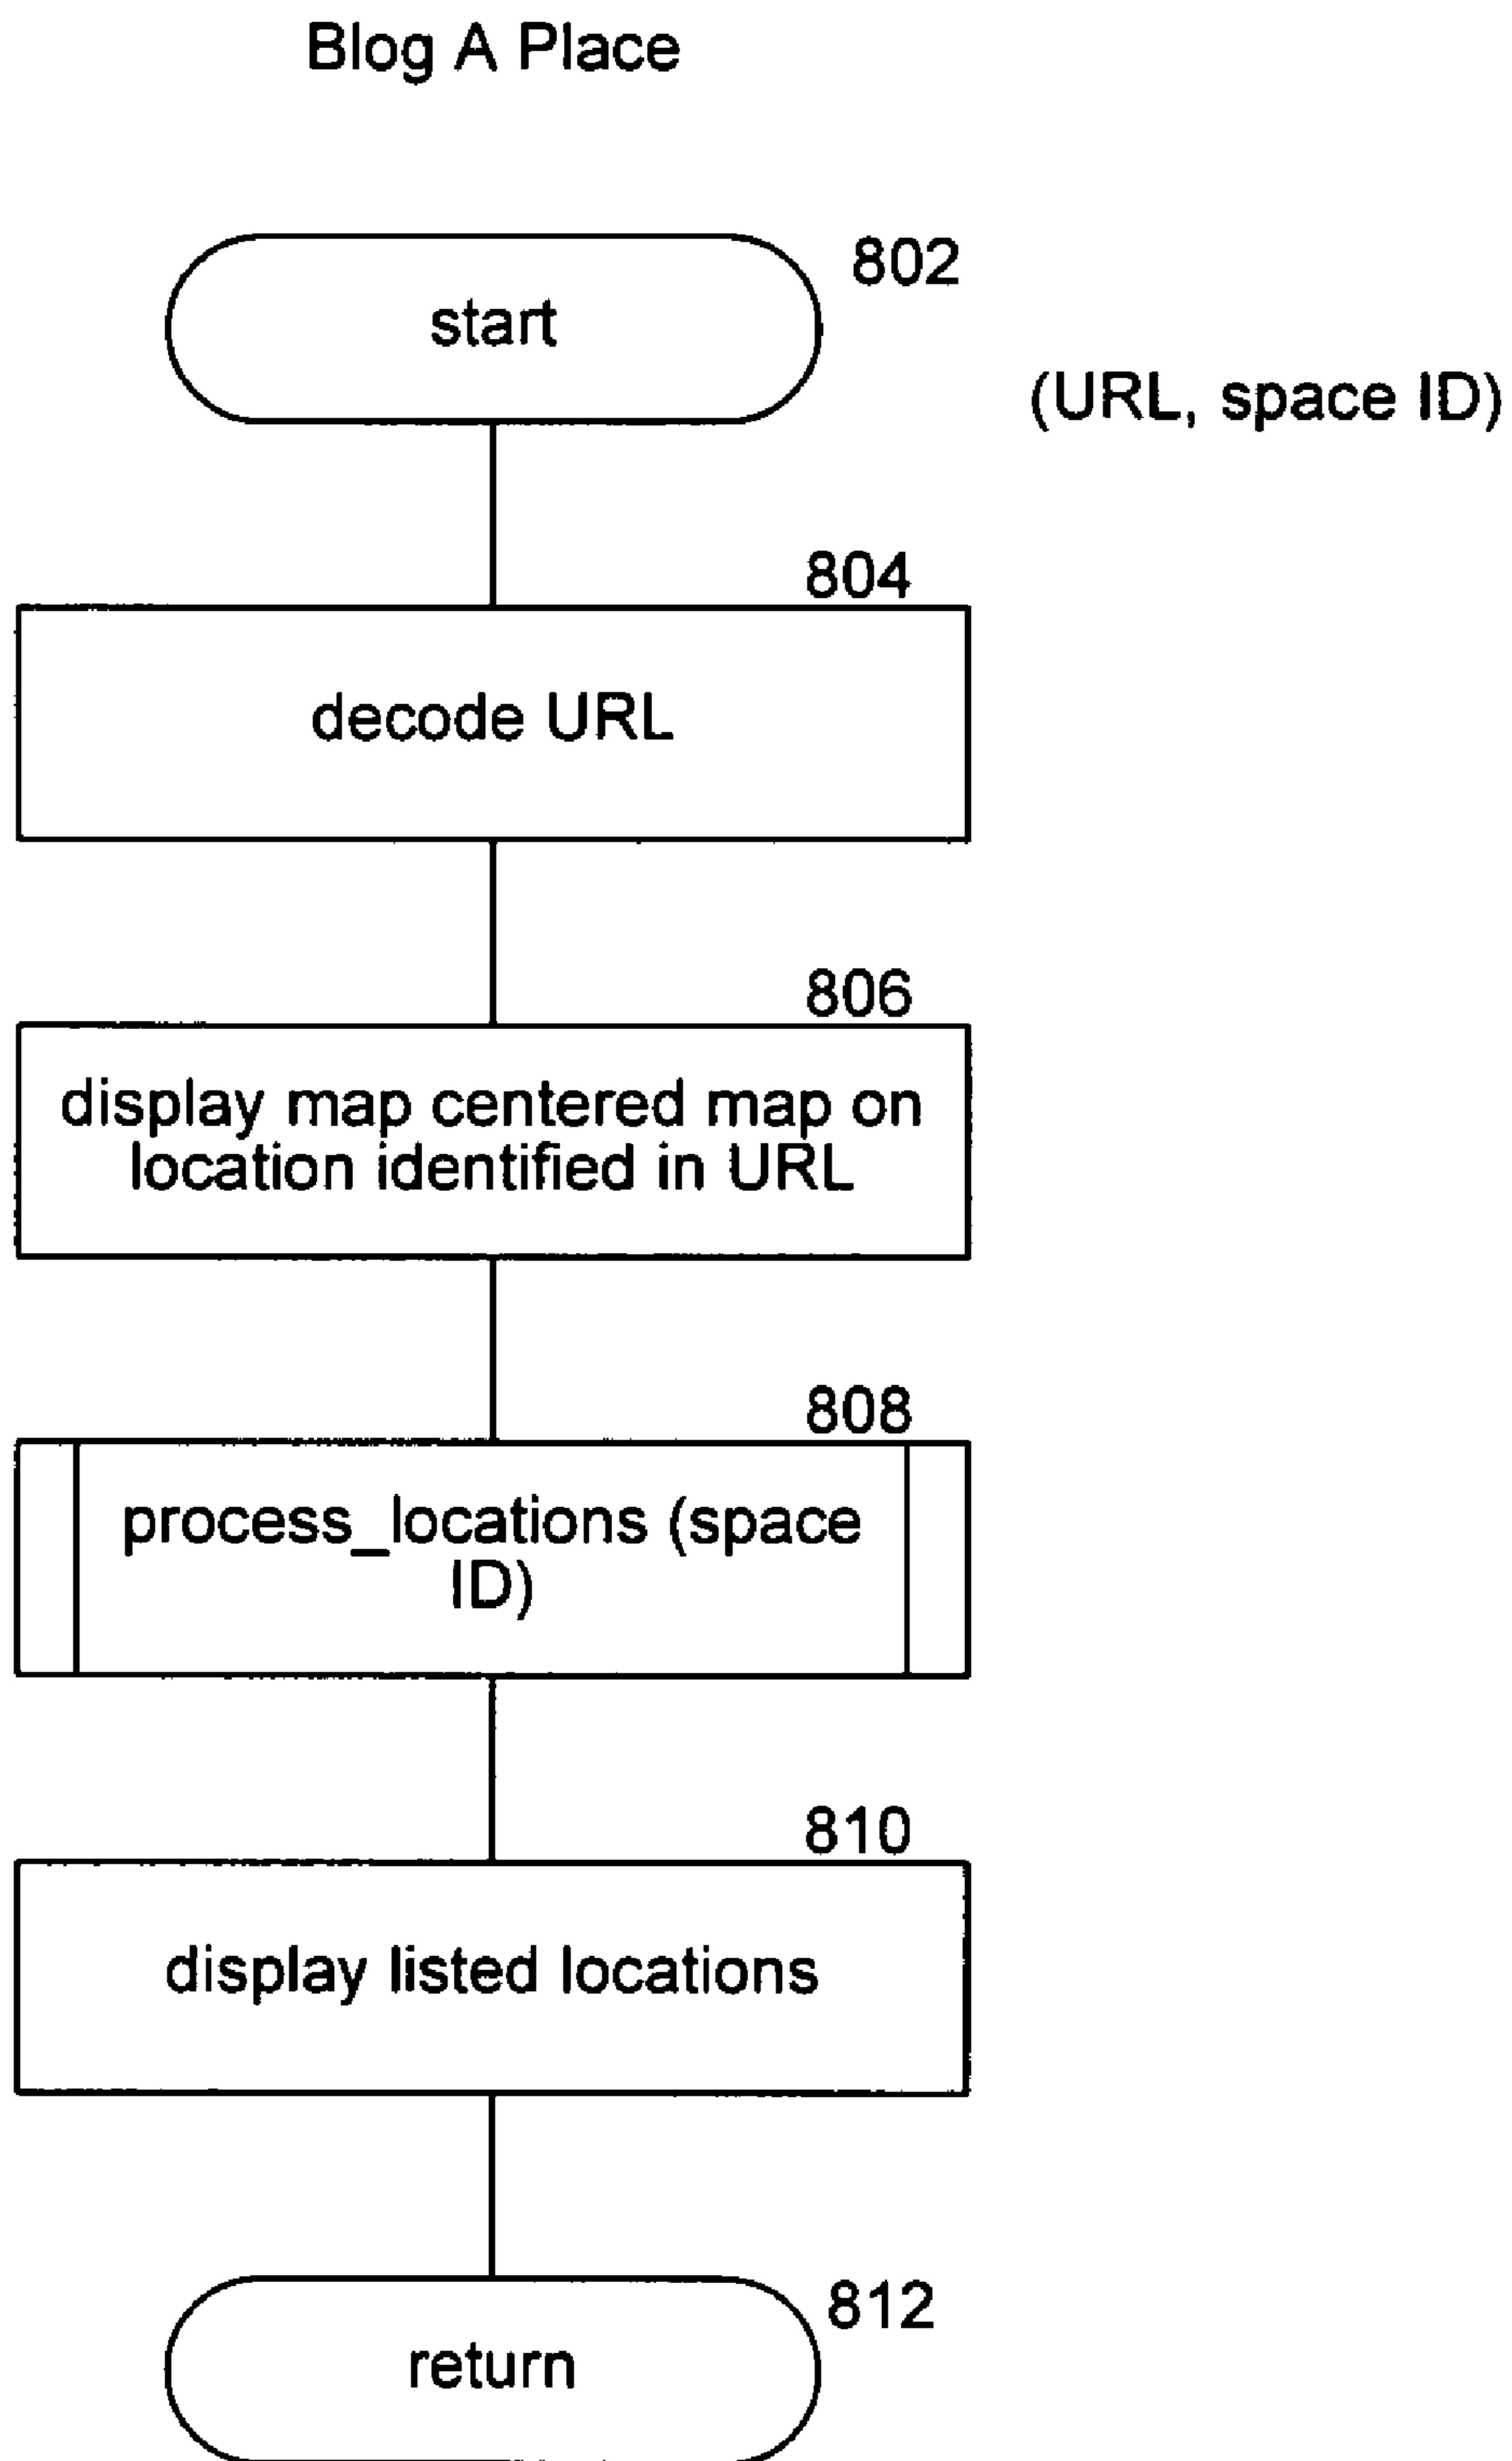 Blog A Place
802
start
(URL, space ID)
804
decode URL
806
display map centered map on
location identified in URL
808
process_locations (space
ID)
810
display listed locations
812
return